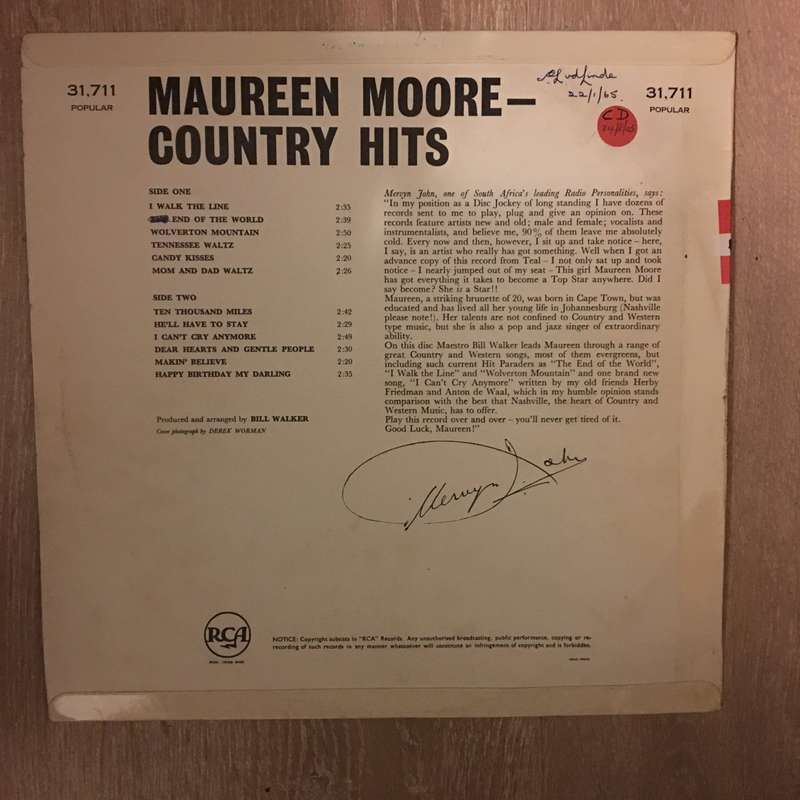 31,711
POPULAR
MAUREEN MOORE–
COUNTRY HITS
22/1/65.
31,711
POPULAR
CD
SIDE ONE
I WALK THE LINE 2:35
END OF THE WORLD 2:39
WOLVERTON MOUNTAIN 2:50
TENNESSEE WALTZ 2:25
CANDY KISSES 2:20
MOM AND DAD WALTZ 2:26
SIDE TWO
TEN THOUSAND MILES 2:42
HE'LL HAVE TO STAY 2:29
I CAN'T CRY ANYMORE 2:49
DEAR HEARTS AND GENTLE PEOPLE 2:30
MAKIN' BELIEVE 2:20
HAPPY BIRTHDAY MY DARLING 2:35
Produced and arranged by BILL WALKER
Cover photograph by DEREK WORMAN
Mervyn John, one of South Africa's leading Radio Personalities, says:
"In my position as a Disc Jockey of long standing I have dozens of
records sent to me to play, plug and give an opinion on. These
records feature artists new and old; male and female; vocalists and
instrumentalists, and believe me, 90% of them leave me absolutely
cold. Every now and then, however, I sit up and take notice – here,
I say, is an artist who really has got something. Well when I got an
advance copy of this record from Teal – I not only sat up and took
notice – I nearly jumped out of my seat – This girl Maureen Moore
has got everything it takes to become a Top Star anywhere. Did I
say become? She is a Star!!
Maureen, a striking brunette of 20, was born in Cape Town, but was
educated and has lived all her young life in Johannesburg (Nashville
please note!). Her talents are not confined to Country and Western
type music, but she is also a pop and jazz singer of extraordinary
ability.
On this disc Maestro Bill Walker leads Maureen through a range of
great Country and Western songs, most of them evergreens, but
including such current Hit Paraders as "The End of the World",
"I Walk the Line" and "Wolverton Mountain" and one brand new
song, "I Can't Cry Anymore" written by my old friends Herby
Friedman and Anton de Waal, which in my humble opinion stands
comparison with the best that Nashville, the heart of Country and
Western Music, has to offer.
Play this record over and over – you'll never get tired of it.
Good Luck, Maureen!"
Mervyn John
RCA
NOTICE: Copyright subsists in "RCA" Records. Any unauthorised broadcasting, public performance, copying or re-
recording of such records in any manner whatsoever will constitute an infringement of copyright and is forbidden.